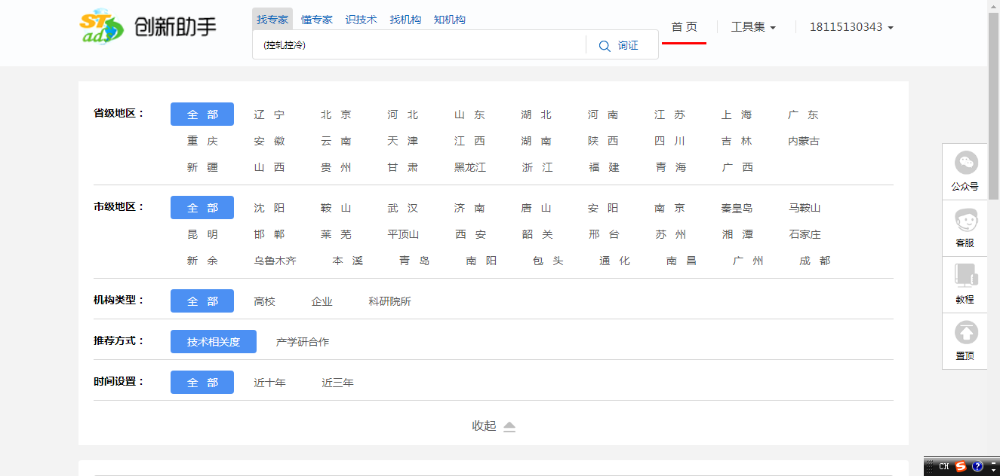 ST ads 创新助手
找专家 懂专家 识技术 找机构 知机构
(控轧控冷) 询证
首 页 工具集 18115130343
省级地区： 全 部 辽 宁 北 京 河 北 山 东 湖 北 河 南 江 苏 上 海 广 东
重 庆 安 徽 云 南 天 津 江 西 湖 南 陕 西 四 川 吉 林 内蒙古
新 疆 山 西 贵 州 甘 肃 黑龙江 浙 江 福 建 青 海 广 西
市级地区： 全 部 沈 阳 鞍 山 武 汉 济 南 唐 山 安 阳 南 京 秦皇岛 马鞍山
昆 明 邯 郸 莱 芜 平顶山 西 安 韶 关 邢 台 苏 州 湘 潭 石家庄
新 余 乌鲁木齐 本 溪 青 岛 南 阳 包 头 通 化 南 昌 广 州 成 都
机构类型： 全 部 高校 企业 科研院所
推荐方式： 技术相关度 产学研合作
时间设置： 全 部 近十年 近三年
收起
公众号
客服
教程
置顶
CH S ?